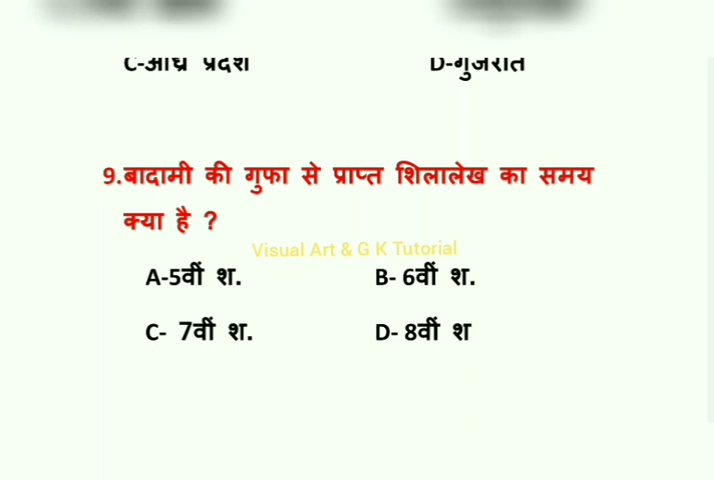 C-आंध्र प्रदेश D-गुजरात
9.बादामी की गुफा से प्राप्त शिलालेख का समय
क्या है ?
Visual Art & G K Tutorial
A-5वीं श. B- 6वीं श.
C- 7वीं श. D- 8वीं श